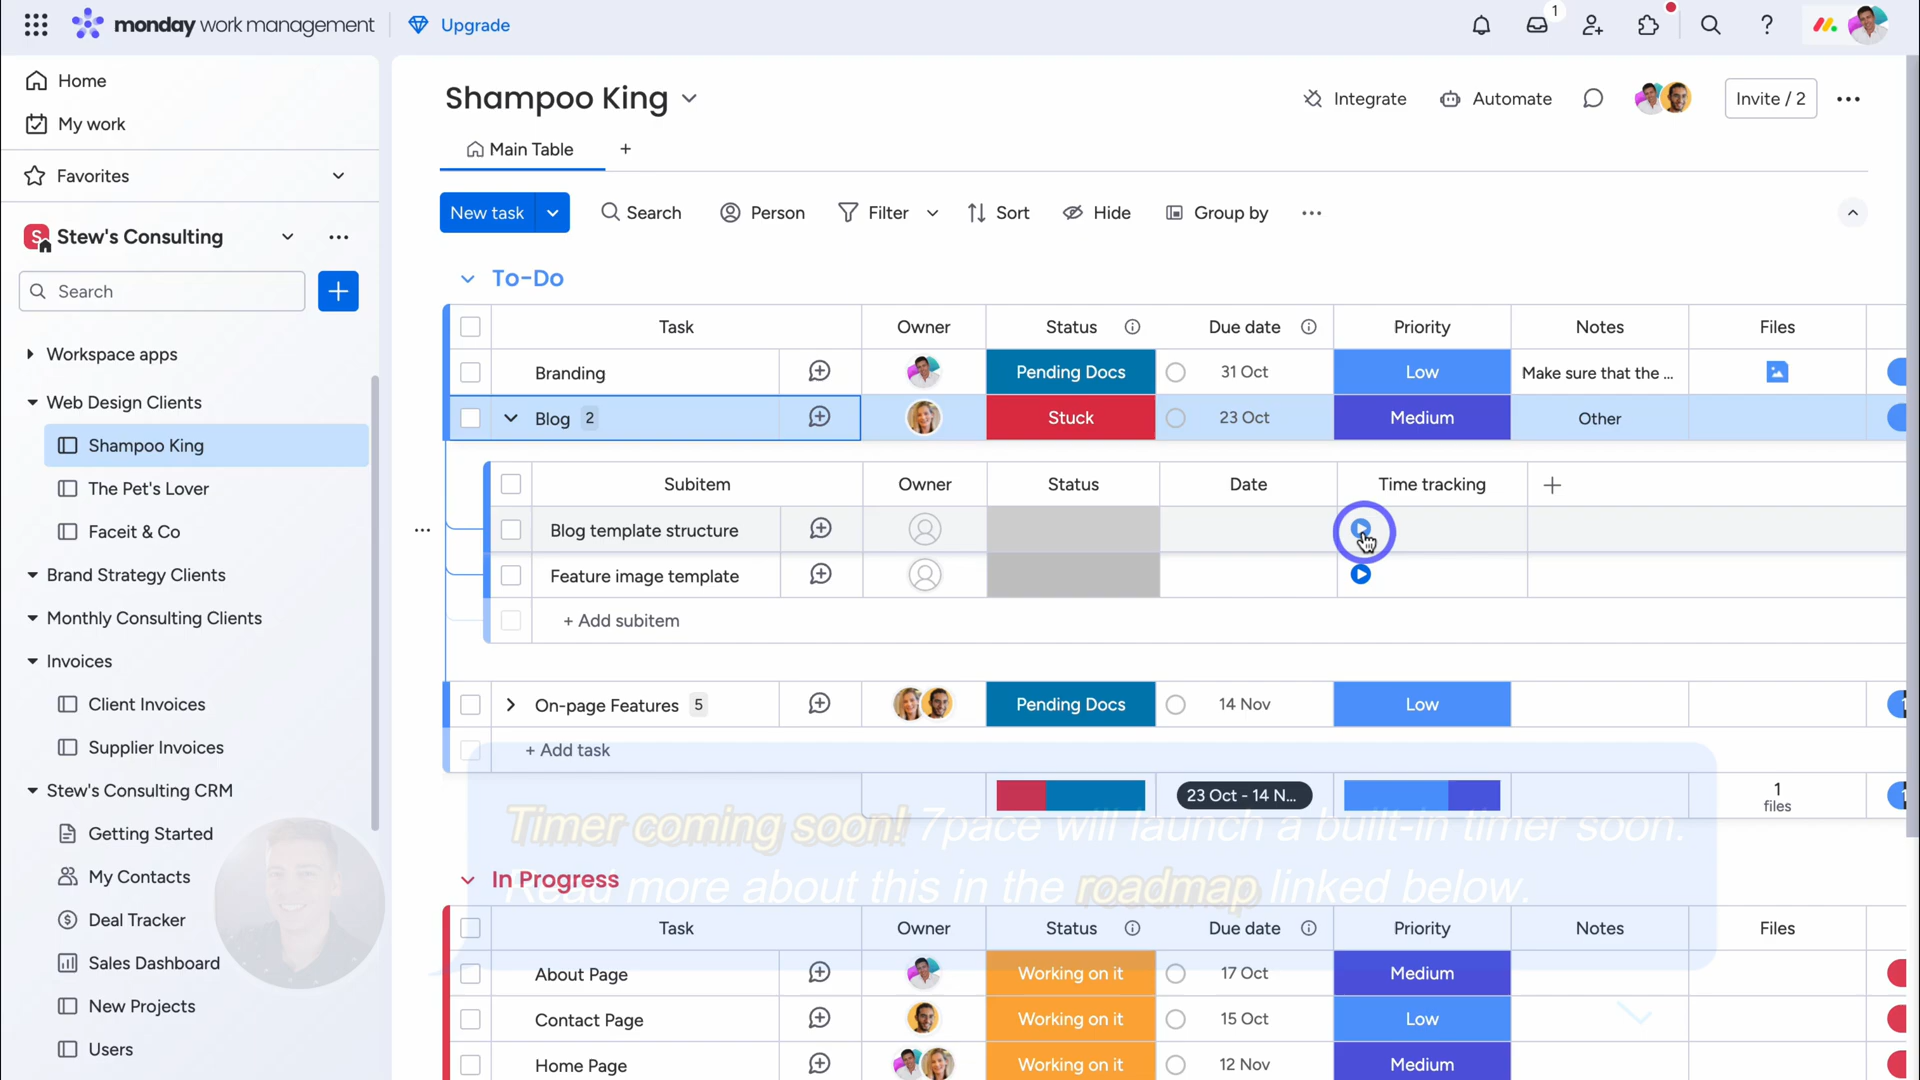 monday work management
Upgrade
1
Home
My work
Favorites
S
Stew's Consulting
Search
Workspace apps
Web Design Clients
Shampoo King
The Pet's Lover
Faceit & Co
Brand Strategy Clients
Monthly Consulting Clients
Invoices
Client Invoices
Supplier Invoices
Stew's Consulting CRM
Getting Started
My Contacts
Deal Tracker
Sales Dashboard
New Projects
Users
Shampoo King
Integrate
Automate
Invite / 2
Main Table
New task
Search
Person
Filter
Sort
Hide
Group by
To-Do
Task Owner Status Due date Priority Notes Files
Branding Pending Docs 31 Oct Low Make sure that the ...
Blog 2 Stuck 23 Oct Medium Other
Subitem Owner Status Date Time tracking
Blog template structure
Feature image template
+ Add subitem
On-page Features 5 Pending Docs 14 Nov Low
+ Add task
23 Oct - 14 N... 1
files
Timer coming soon! 7pace will launch a built-in timer soon.
Read more about this in the roadmap linked below.
In Progress
Task Owner Status Due date Priority Notes Files
About Page Working on it 17 Oct Medium
Contact Page Working on it 15 Oct Low
Home Page Working on it 12 Nov Medium